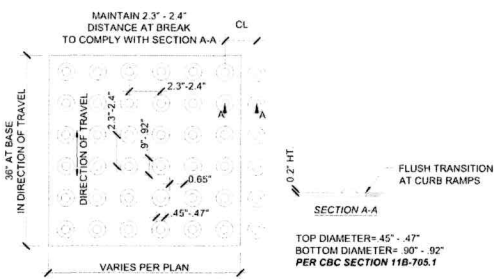 MAINTAIN 2.3" - 2.4"
DISTANCE AT BREAK
TO COMPLY WITH SECTION A-A
CL
36" AT BASE
IN DIRECTION OF TRAVEL
DIRECTION OF TRAVEL
2.3"-2.4"
2.3"-2.4"
.9"-.92"
0.65"
.45"-.47"
A
A
VARIES PER PLAN
0.2" HT
FLUSH TRANSITION
AT CURB RAMPS
SECTION A-A
TOP DIAMETER=.45" - .47"
BOTTOM DIAMETER= .90" - .92"
PER CBC SECTION 11B-705.1